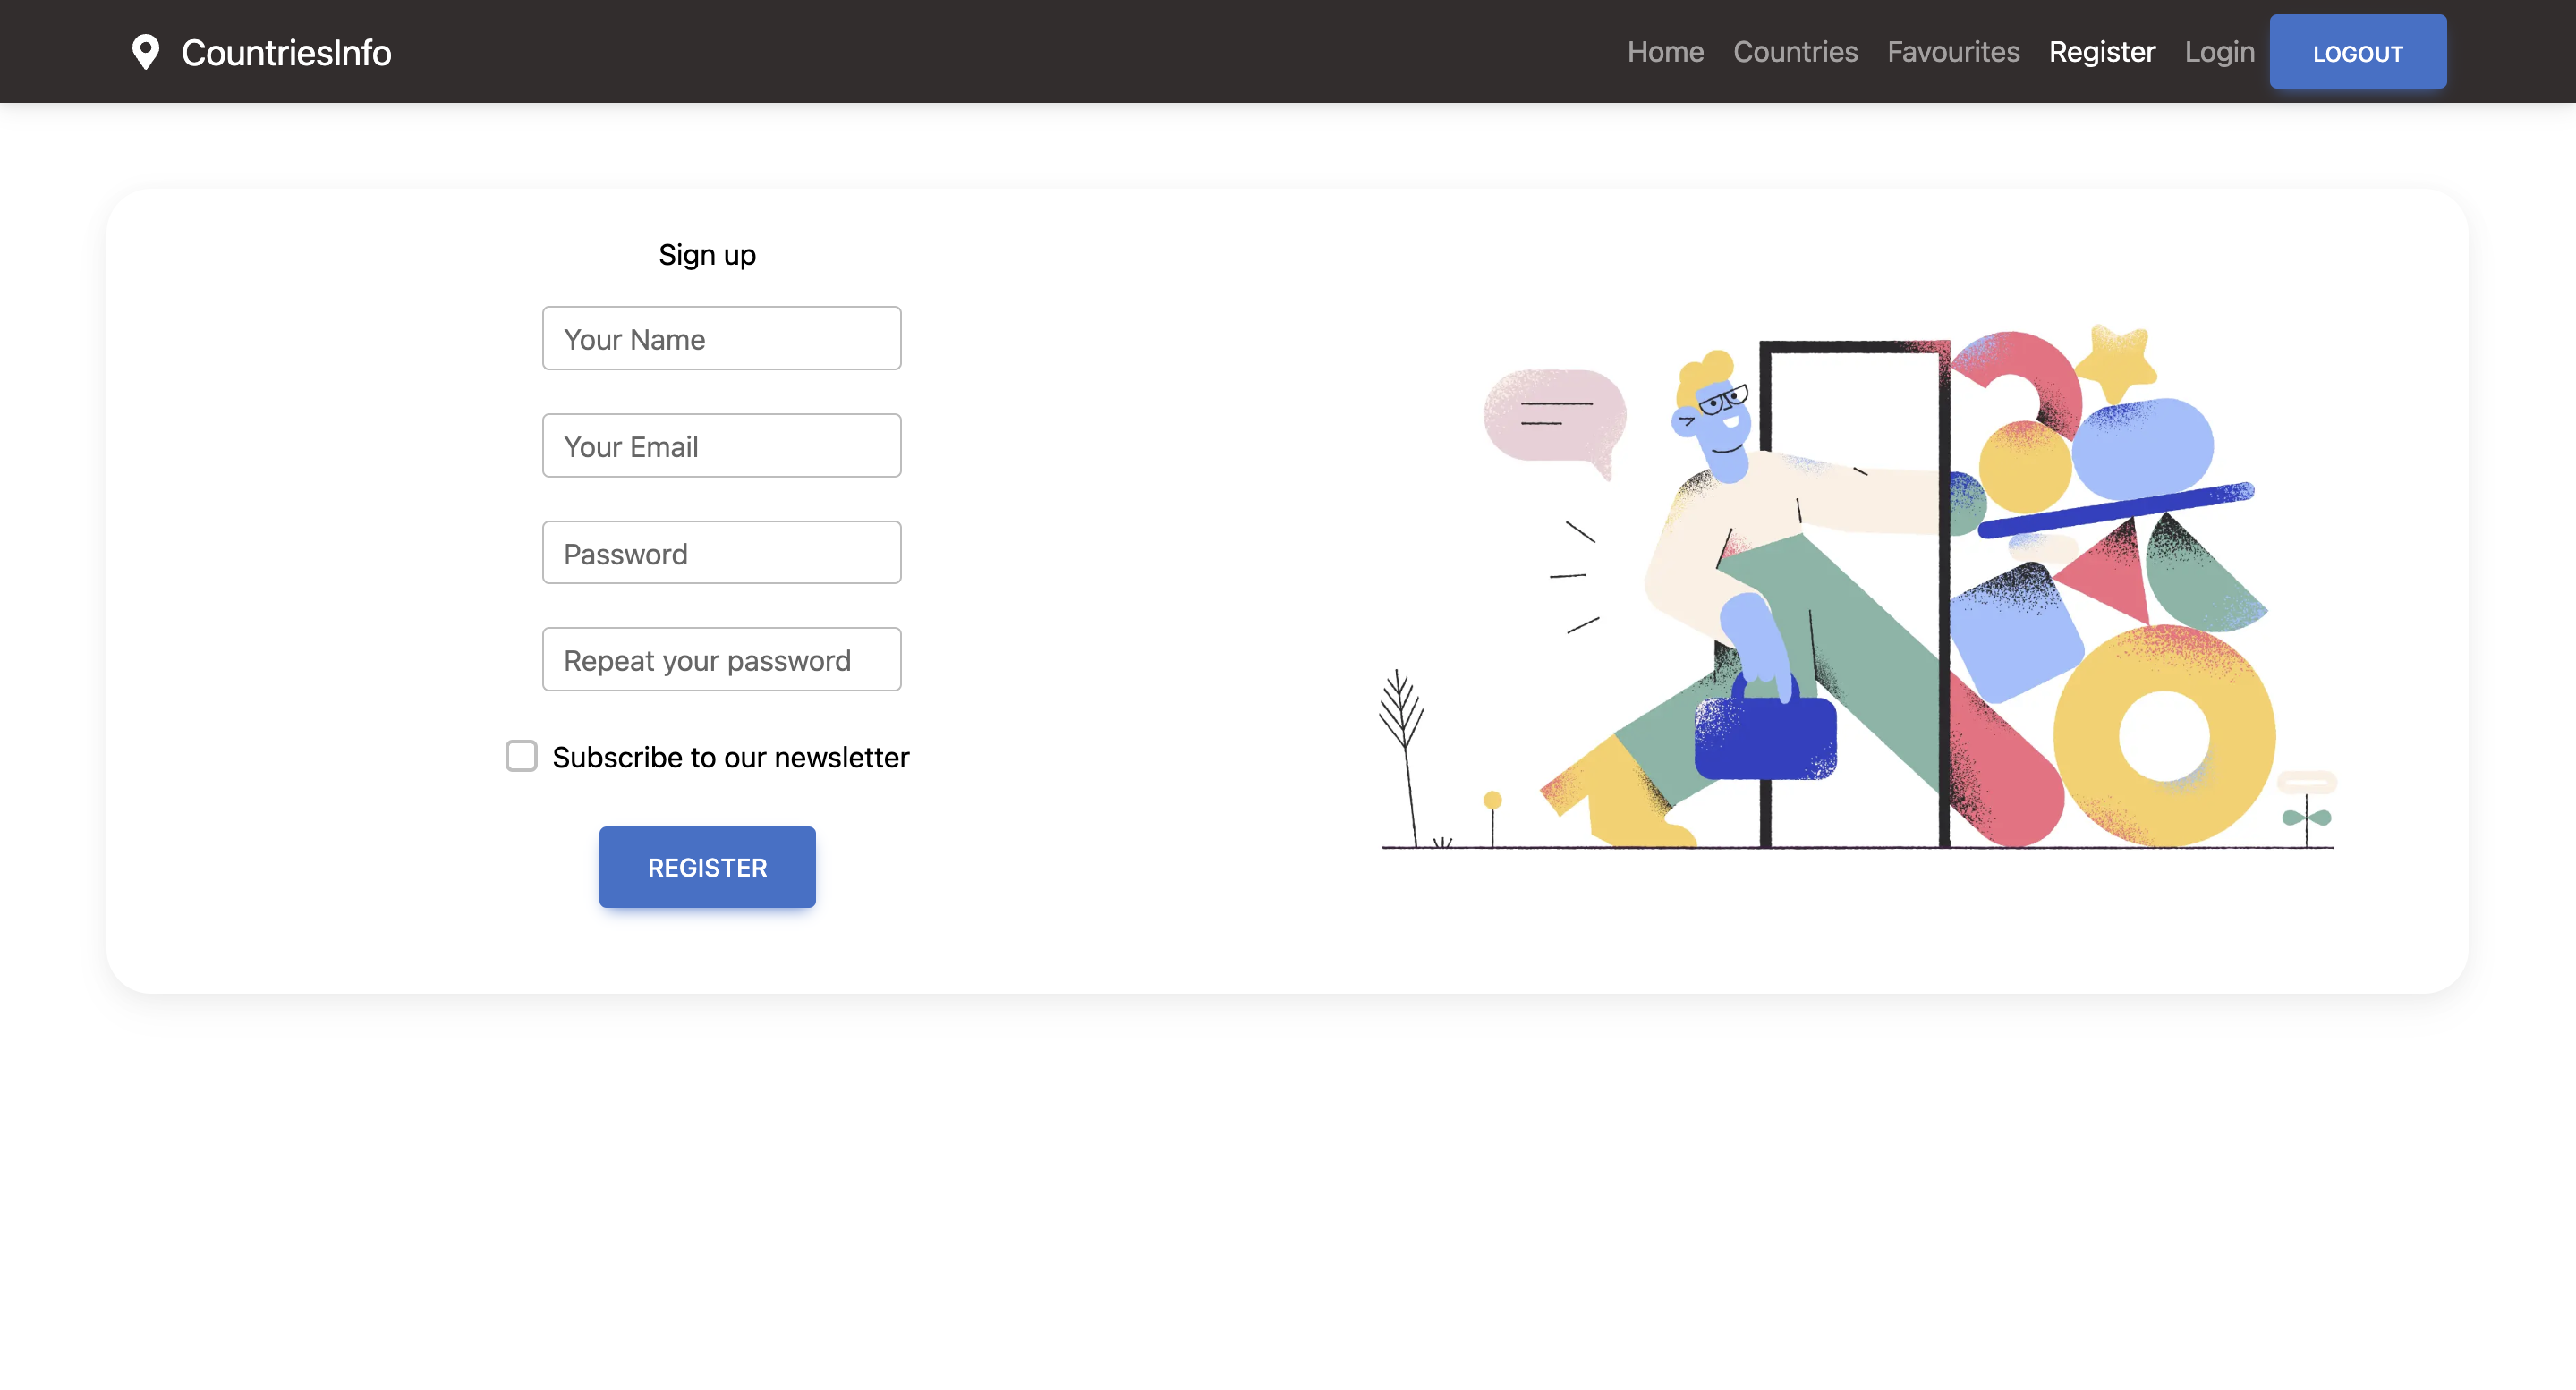 CountriesInfo
Home Countries Favourites Register Login LOGOUT
Sign up
Your Name
Your Email
Password
Repeat your password
Subscribe to our newsletter
REGISTER